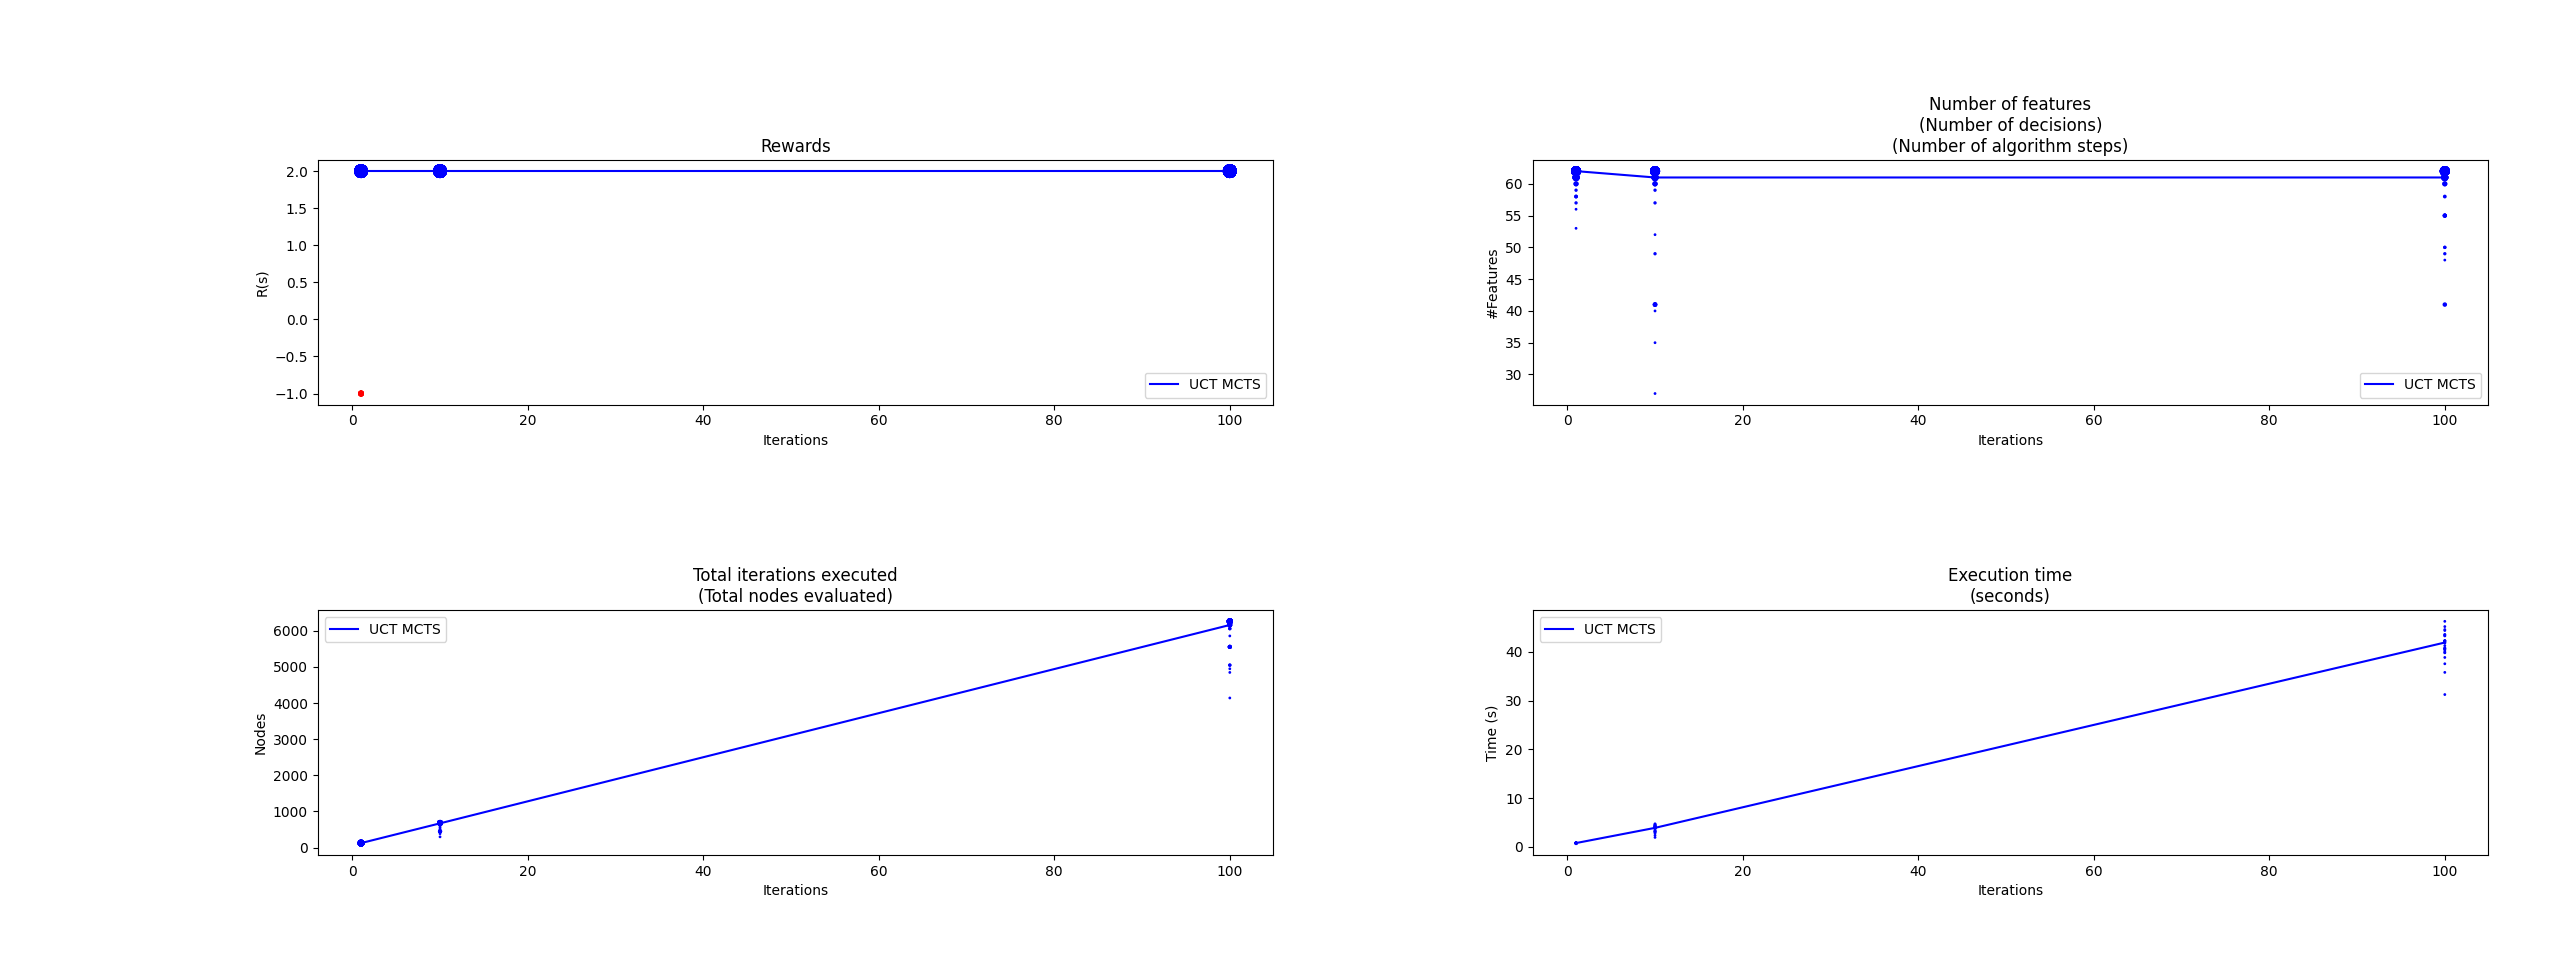 Rewards
R(s)
2.0
1.5
1.0
0.5
0.0
−0.5
−1.0
UCT MCTS
0 20 40 60 80 100
Iterations
Number of features
(Number of decisions)
(Number of algorithm steps)
#Features
60
55
50
45
40
35
30
UCT MCTS
0 20 40 60 80 100
Iterations
Total iterations executed
(Total nodes evaluated)
UCT MCTS
Nodes
6000
5000
4000
3000
2000
1000
0
0 20 40 60 80 100
Iterations
Execution time
(seconds)
UCT MCTS
Time (s)
40
30
20
10
0
0 20 40 60 80 100
Iterations